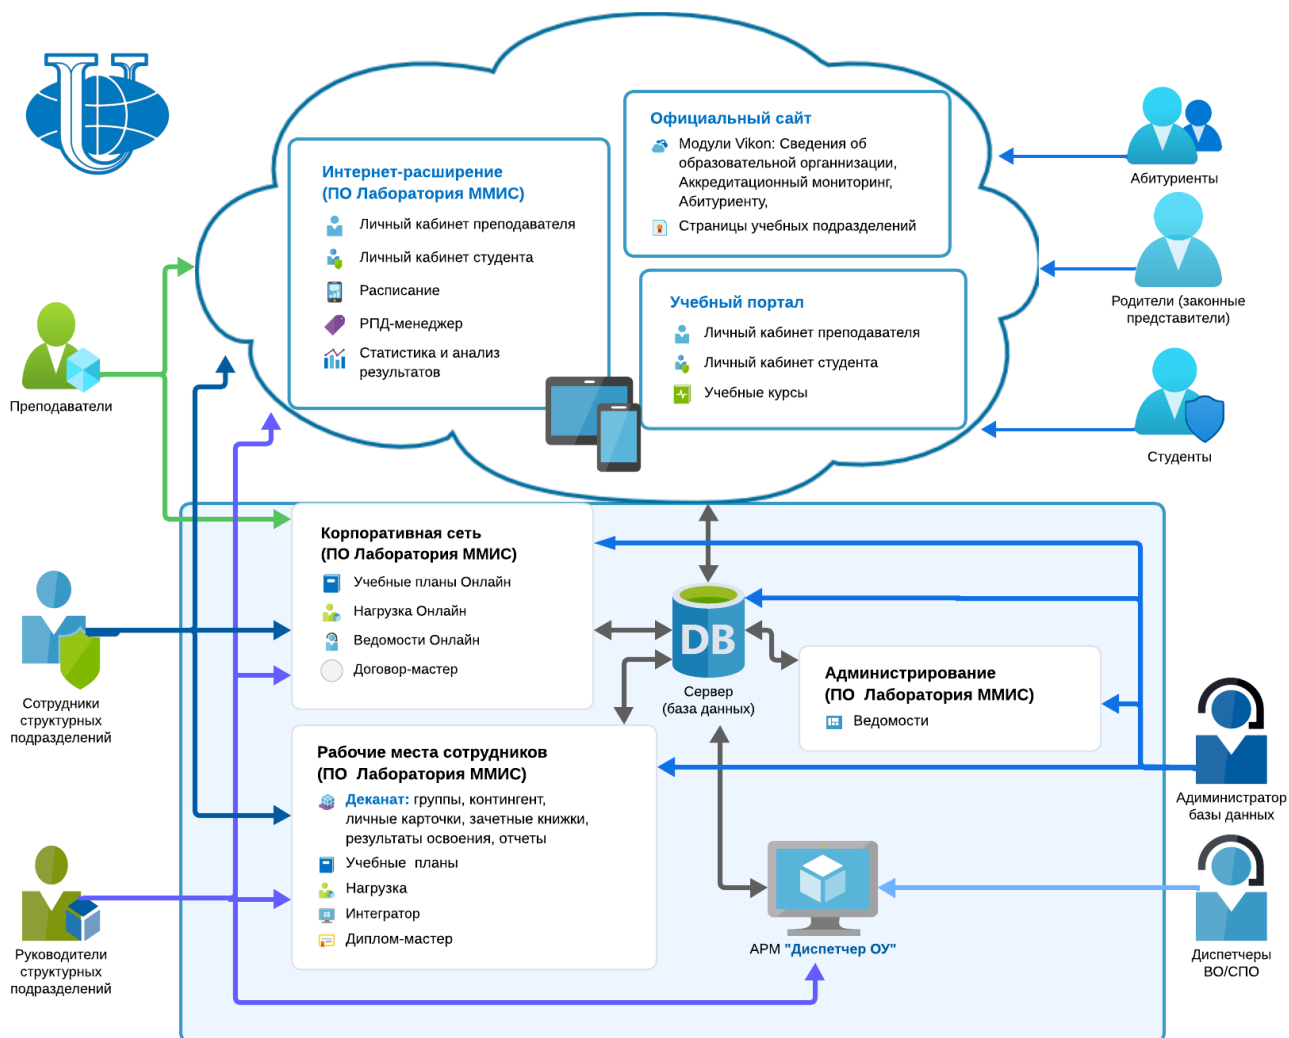 Официальный сайт
Модули Vikon: Сведения об
образовательной органнизации,
Аккредитационный мониторинг,
Абитуриенту,
Страницы учебных подразделений
Интернет-расширение
(ПО Лаборатория ММИС)
Личный кабинет преподавателя
Личный кабинет студента
Расписание
РПД-менеджер
Статистика и анализ
результатов
Учебный портал
Личный кабинет преподавателя
Личный кабинет студента
Учебные курсы
Абитуриенты
Родители (законные
представители)
Студенты
Преподаватели
Сотрудники
структурных
подразделений
Руководители
структурных
подразделений
Корпоративная сеть
(ПО Лаборатория ММИС)
Учебные планы Онлайн
Нагрузка Онлайн
Ведомости Онлайн
Договор-мастер
DB
Сервер
(база данных)
Администрирование
(ПО Лаборатория ММИС)
Ведомости
Рабочие места сотрудников
(ПО Лаборатория ММИС)
Деканат: группы, контингент,
личные карточки, зачетные книжки,
результаты освоения, отчеты
Учебные планы
Нагрузка
Интегратор
Диплом-мастер
АРМ "Диспетчер ОУ"
Адиминистратор
базы данных
Диспетчеры
ВО/СПО